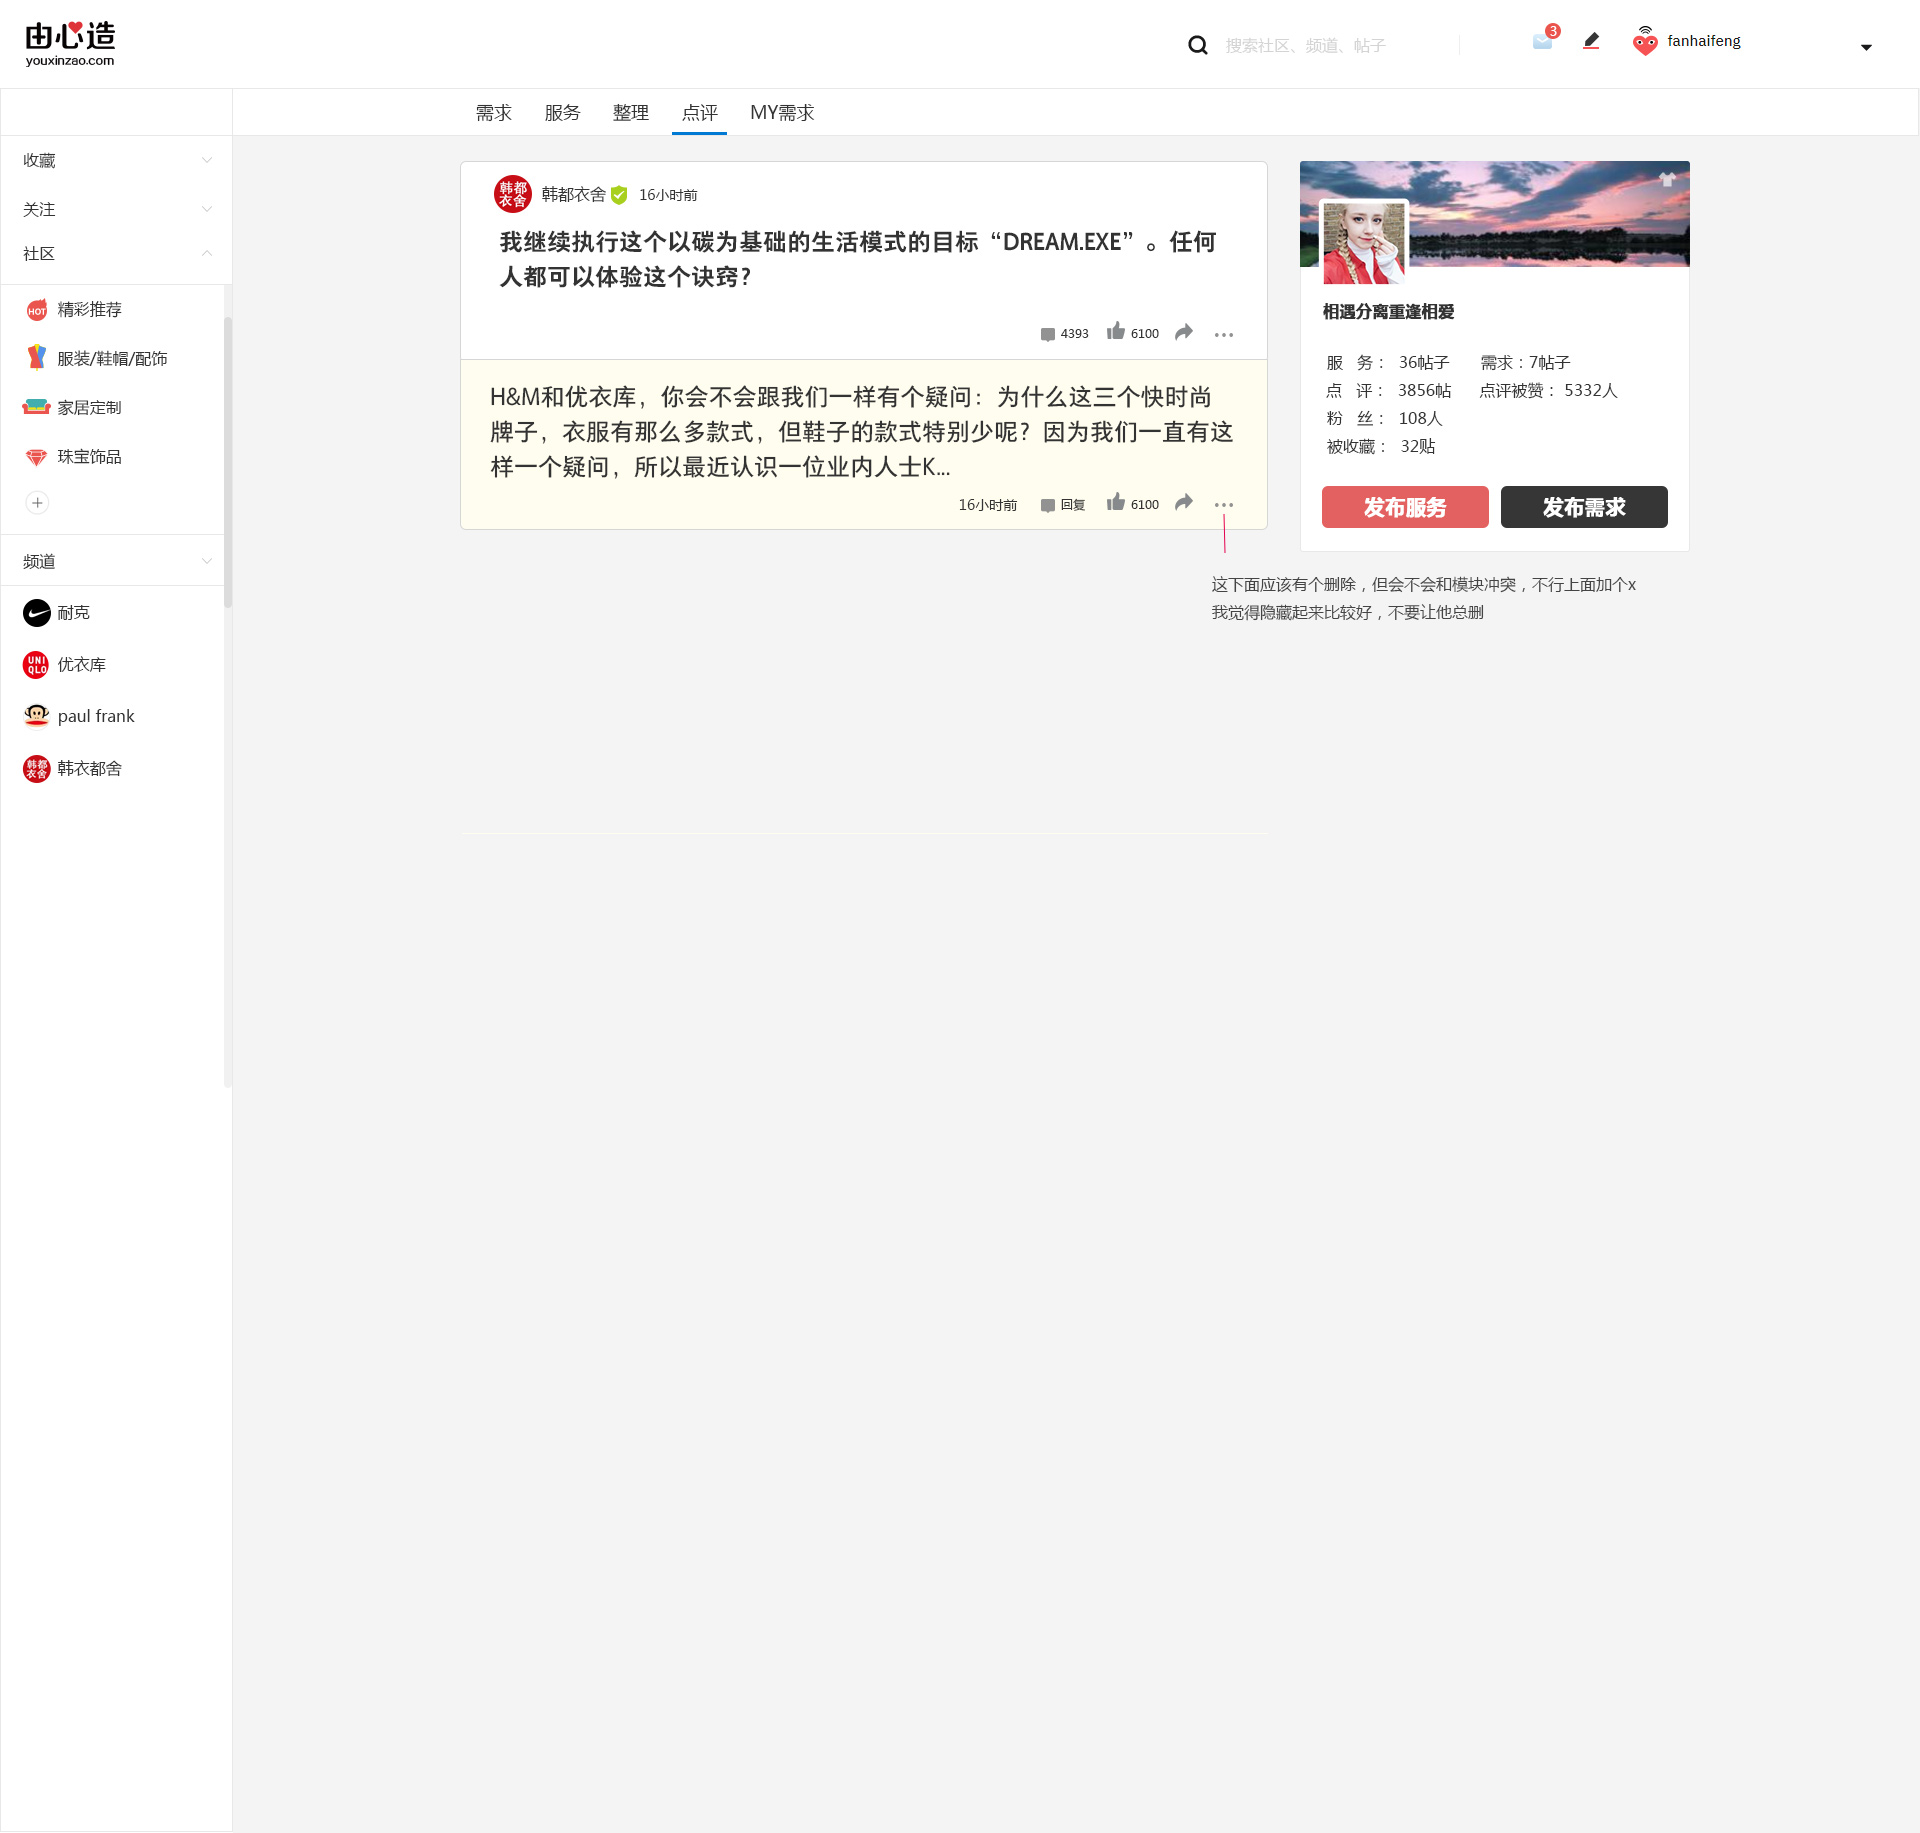 由心造
youxinzao.com
搜索社区、频道、帖子
3
fanhaifeng
需求 服务 整理 点评 MY需求
收藏
关注
社区
HOT 精彩推荐
服装/鞋帽/配饰
家居定制
珠宝饰品
频道
耐克
UNI QLO 优衣库
paul frank
韩都衣舍 韩衣都舍
韩都衣舍 韩都衣舍 16小时前
我继续执行这个以碳为基础的生活模式的目标“DREAM.EXE”。任何
人都可以体验这个诀窍？
4393 6100
H&M和优衣库，你会不会跟我们一样有个疑问：为什么这三个快时尚
牌子，衣服有那么多款式，但鞋子的款式特别少呢？因为我们一直有这
样一个疑问，所以最近认识一位业内人士K...
16小时前 回复 6100
这下面应该有个删除，但会不会和模块冲突，不行上面加个x
我觉得隐藏起来比较好，不要让他总删
相遇分离重逢相爱
服 务： 36帖子 需求：7帖子
点 评： 3856帖 点评被赞： 5332人
粉 丝： 108人
被收藏： 32贴
发布服务 发布需求